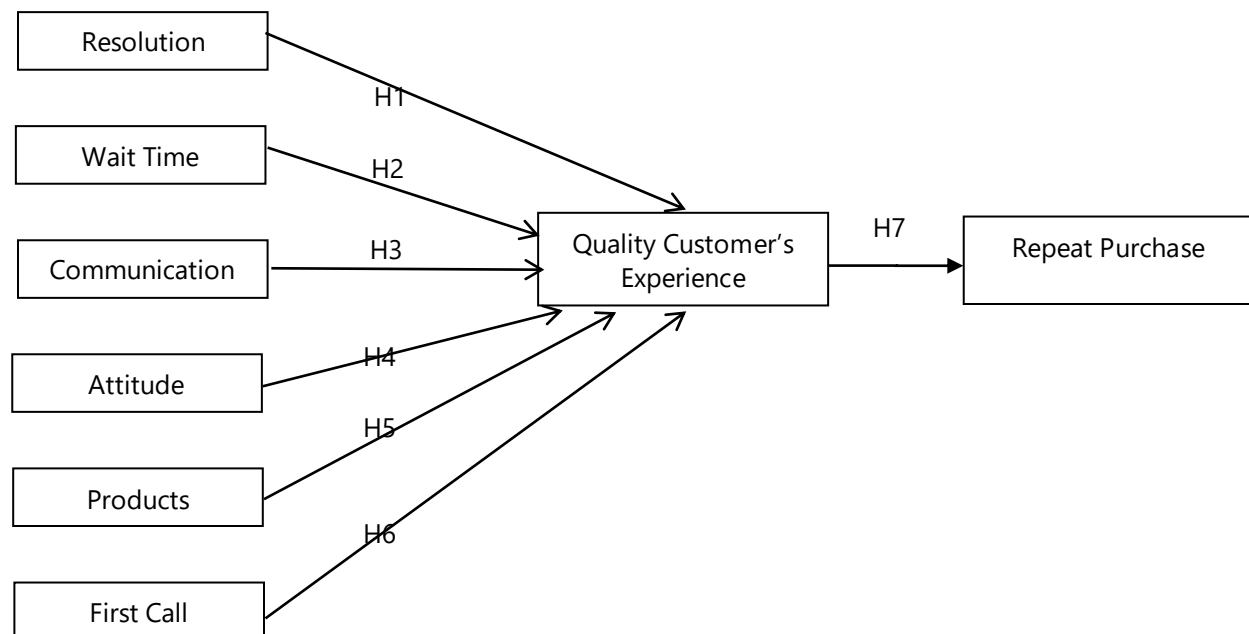 Resolution
H1
Wait Time
H2
Communication
H3
Quality Customer’s
Experience
H7
Repeat Purchase
Attitude
H4
H5
Products
H6
First Call